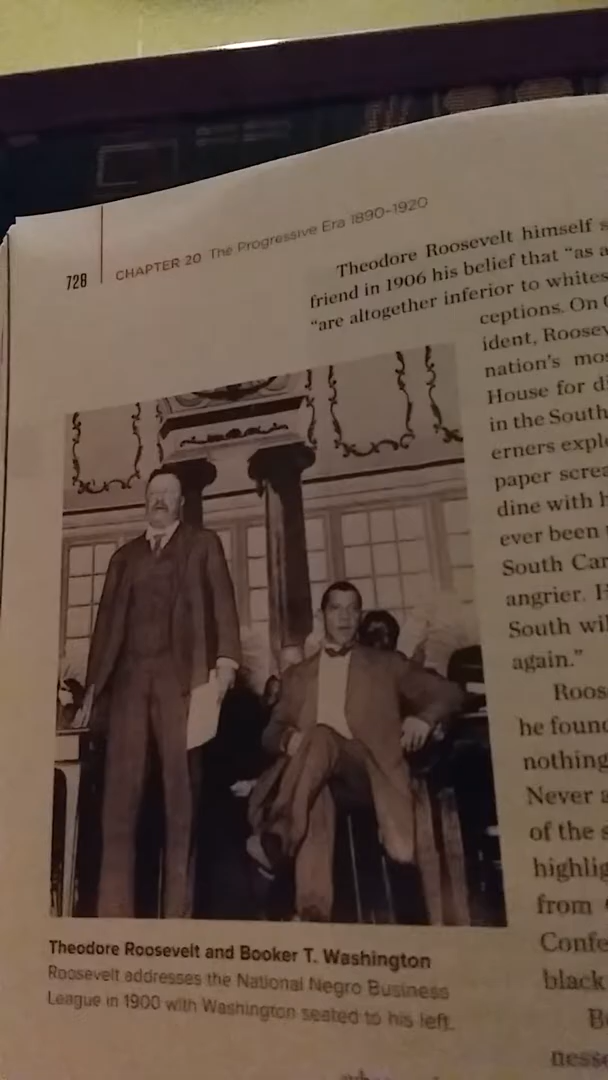 728 CHAPTER 20 The Progressive Era 1890–1920
Theodore Roosevelt himself
friend in 1906 his belief that “as a
“are altogether inferior to whites
ceptions. On
ident, Roosev
nation’s mos
House for di
in the South
erners explo
paper screa
dine with h
ever been
South Car
angrier. H
South wil
again.”
Roos
he found
nothing
Never a
of the s
highlig
from
Confe
black
B
nesse
Theodore Roosevelt and Booker T. Washington
Roosevelt addresses the National Negro Business
League in 1900 with Washington seated to his left.